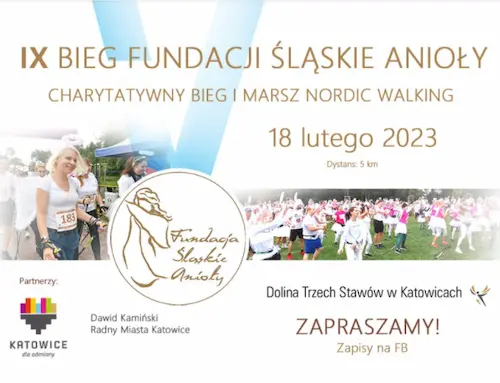 IX BIEG FUNDACJI ŚLĄSKIE ANIOŁY
CHARYTATYWNY BIEG I MARSZ NORDIC WALKING
18 lutego 2023
Dystans: 5 km
183
Fundacja
Śląskie
Anioły
Partnerzy:
KATOWICE
dla odmiany
Dawid Kamiński
Radny Miasta Katowice
Dolina Trzech Stawów w Katowicach
ZAPRASZAMY!
Zapisy na FB